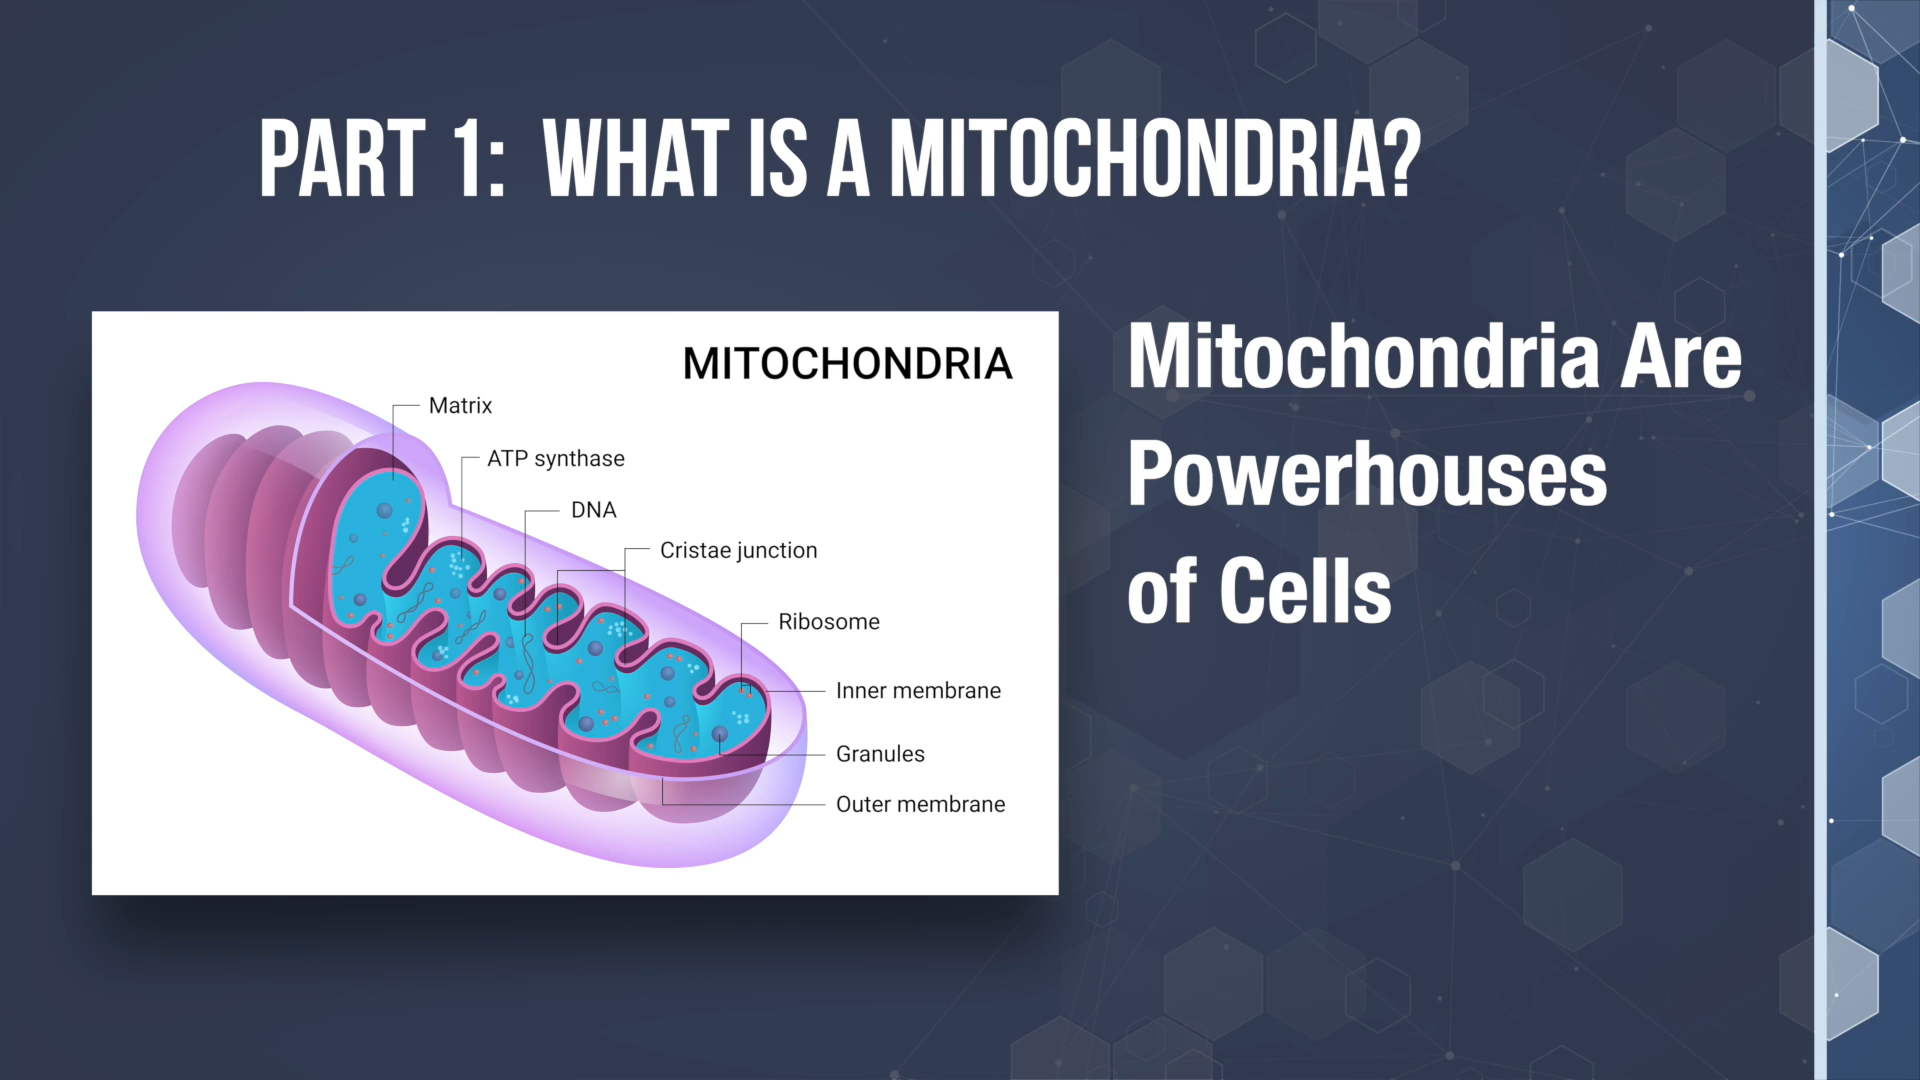 PART 1: WHAT IS A MITOCHONDRIA?
MITOCHONDRIA
Matrix
ATP synthase
DNA
Cristae junction
Ribosome
Inner membrane
Granules
Outer membrane
Mitochondria Are
Powerhouses
of Cells